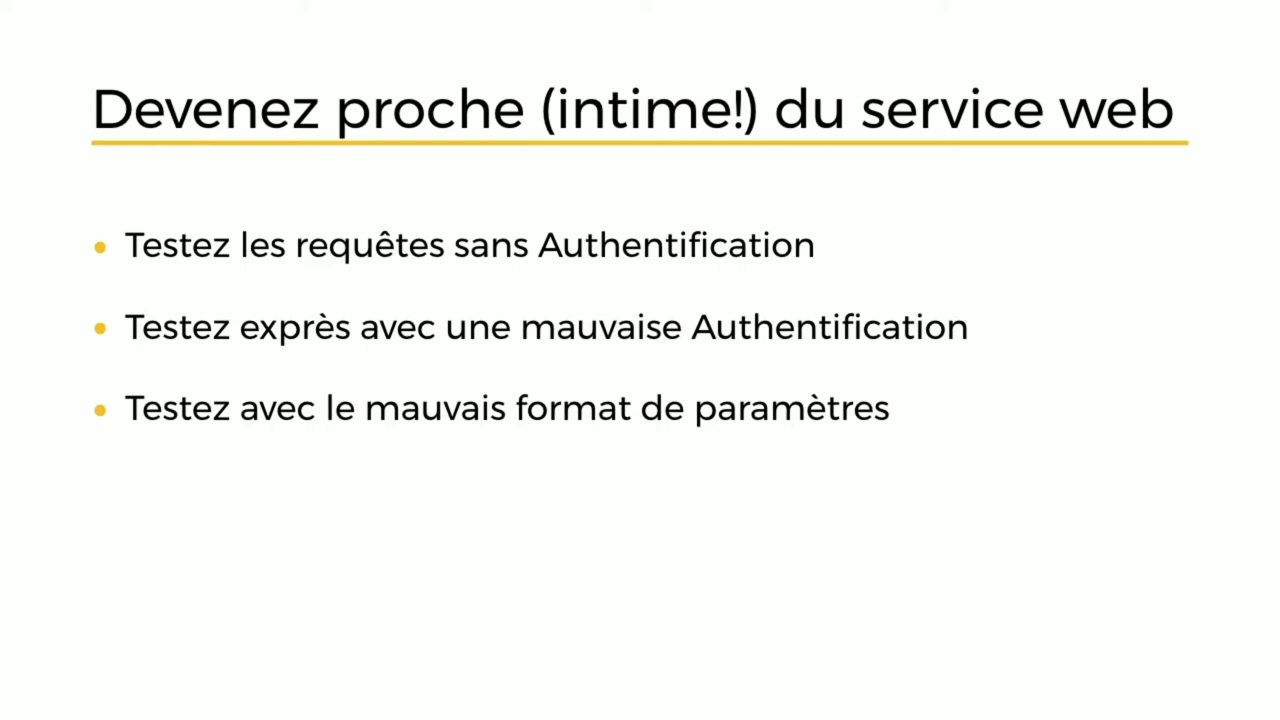 Devenez proche (intime!) du service web
Testez les requêtes sans Authentification
Testez exprès avec une mauvaise Authentification
Testez avec le mauvais format de paramètres